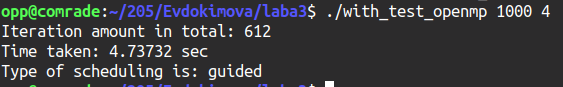 opp@comrade:~/205/Evdokimova/laba3$ ./with_test_openmp 1000 4
Iteration amount in total: 612
Time taken: 4.73732 sec
Type of scheduling is: guided